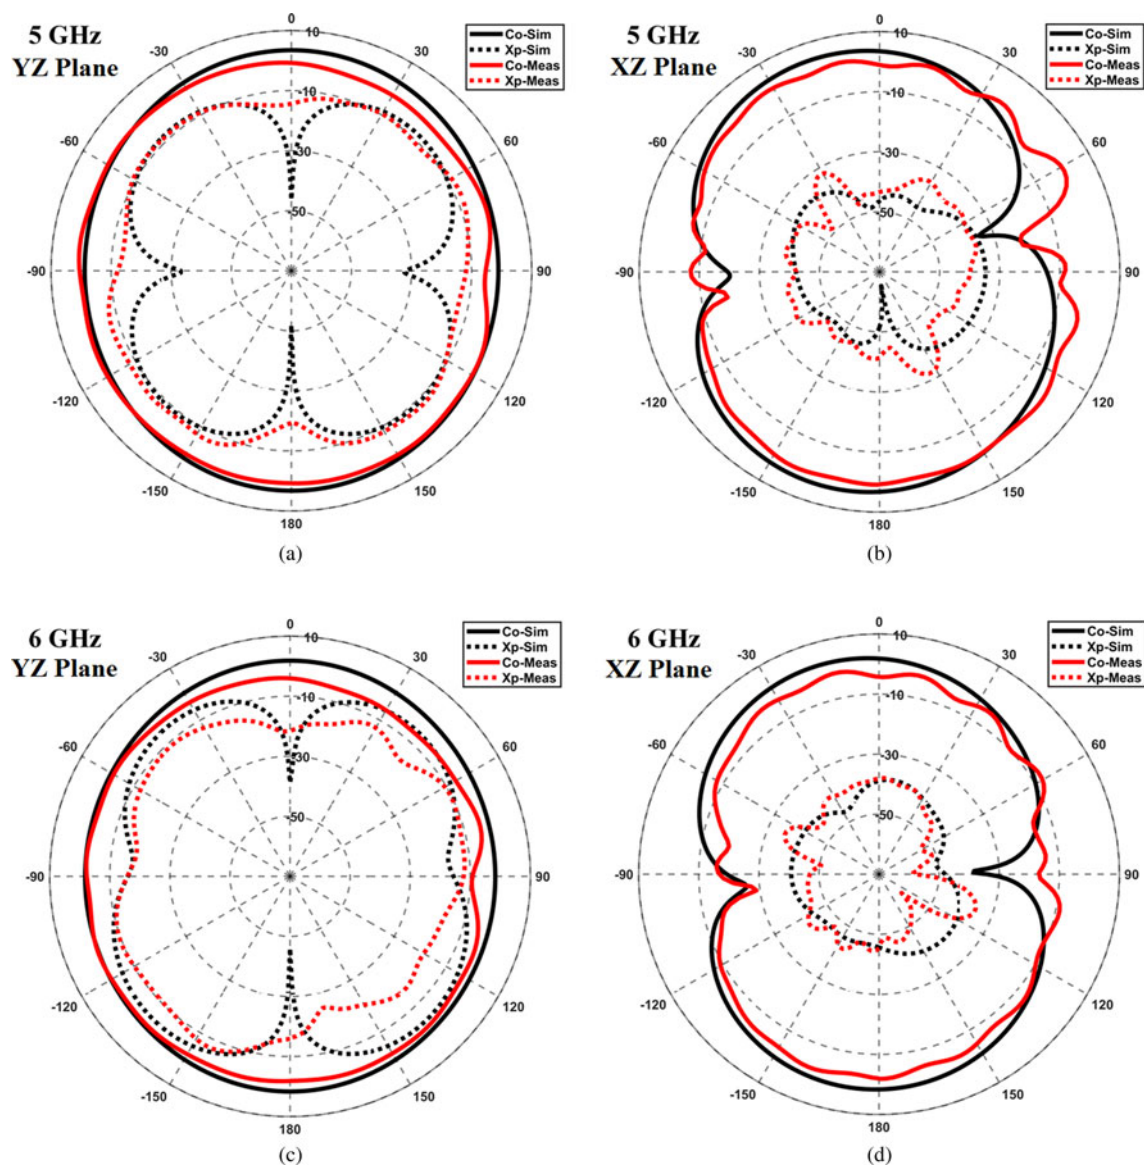 5 GHz
YZ Plane
0
30
60
90
120
150
180
-150
-120
-90
-60
-30
10
-10
-30
-50
Co-Sim
Xp-Sim
Co-Meas
Xp-Meas
(a)
5 GHz
XZ Plane
0
30
60
90
120
150
180
-150
-120
-90
-60
-30
10
-10
-30
-50
Co-Sim
Xp-Sim
Co-Meas
Xp-Meas
(b)
6 GHz
YZ Plane
0
30
60
90
120
150
180
-150
-120
-90
-60
-30
10
-10
-30
-50
Co-Sim
Xp-Sim
Co-Meas
Xp-Meas
(c)
6 GHz
XZ Plane
0
30
60
90
120
150
180
-150
-120
-90
-60
-30
10
-10
-30
-50
Co-Sim
Xp-Sim
Co-Meas
Xp-Meas
(d)